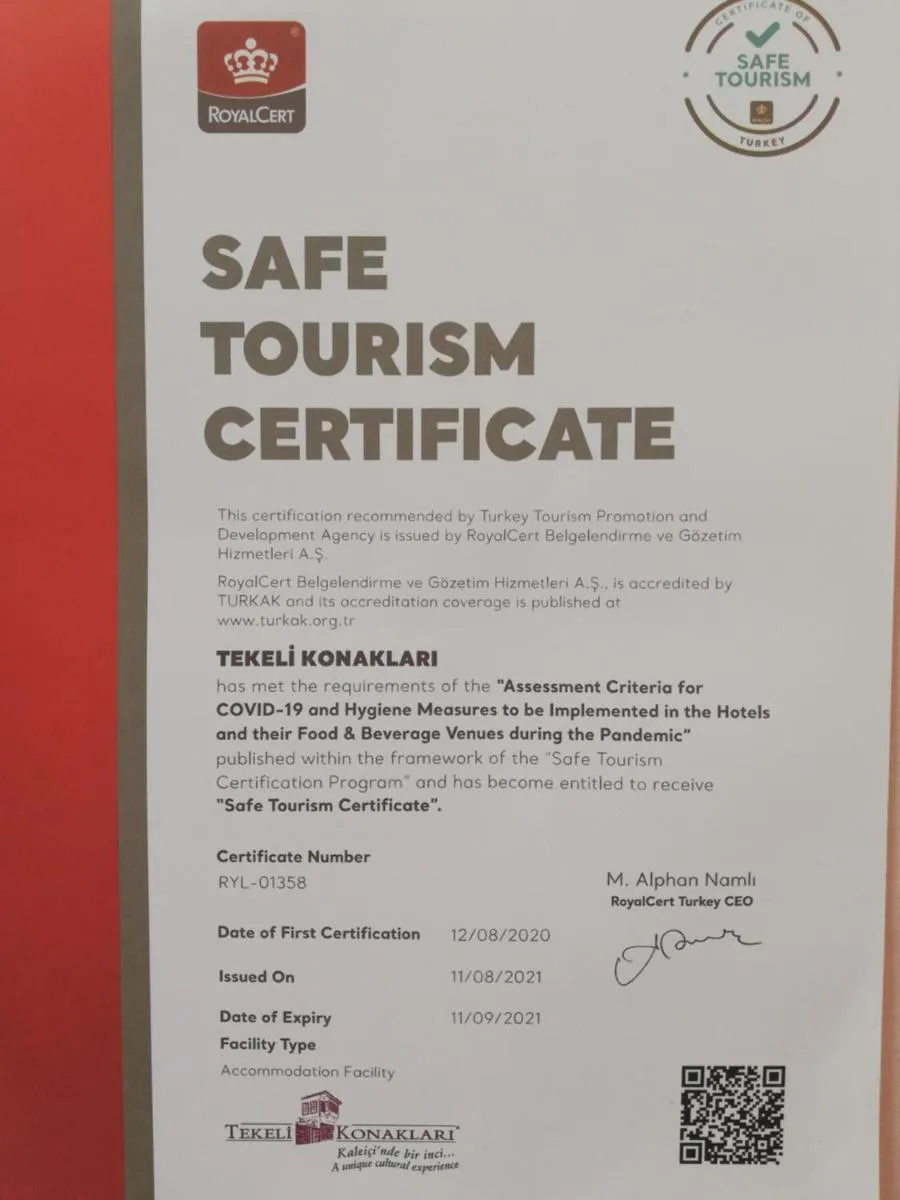 ROYALCERT
CERTIFICATE OF
SAFE
TOURISM
TURKEY
SAFE
TOURISM
CERTIFICATE
This certification recommended by Turkey Tourism Promotion and
Development Agency is issued by RoyalCert Belgelendirme ve Gözetim
Hizmetleri A.Ş.
RoyalCert Belgelendirme ve Gözetim Hizmetleri A.Ş., is accredited by
TURKAK and its accreditation coverage is published at
www.turkak.org.tr
TEKELİ KONAKLARI
has met the requirements of the "Assessment Criteria for
COVID-19 and Hygiene Measures to be Implemented in the Hotels
and their Food & Beverage Venues during the Pandemic"
published within the framework of the "Safe Tourism
Certification Program" and has become entitled to receive
"Safe Tourism Certificate".
Certificate Number
RYL-01358
M. Alphan Namlı
RoyalCert Turkey CEO
Date of First Certification 12/08/2020
Issued On 11/08/2021
Date of Expiry 11/09/2021
Facility Type
Accommodation Facility
TEKELİ KONAKLARI
Kaleiçi'nde bir inci...
A unique cultural experience